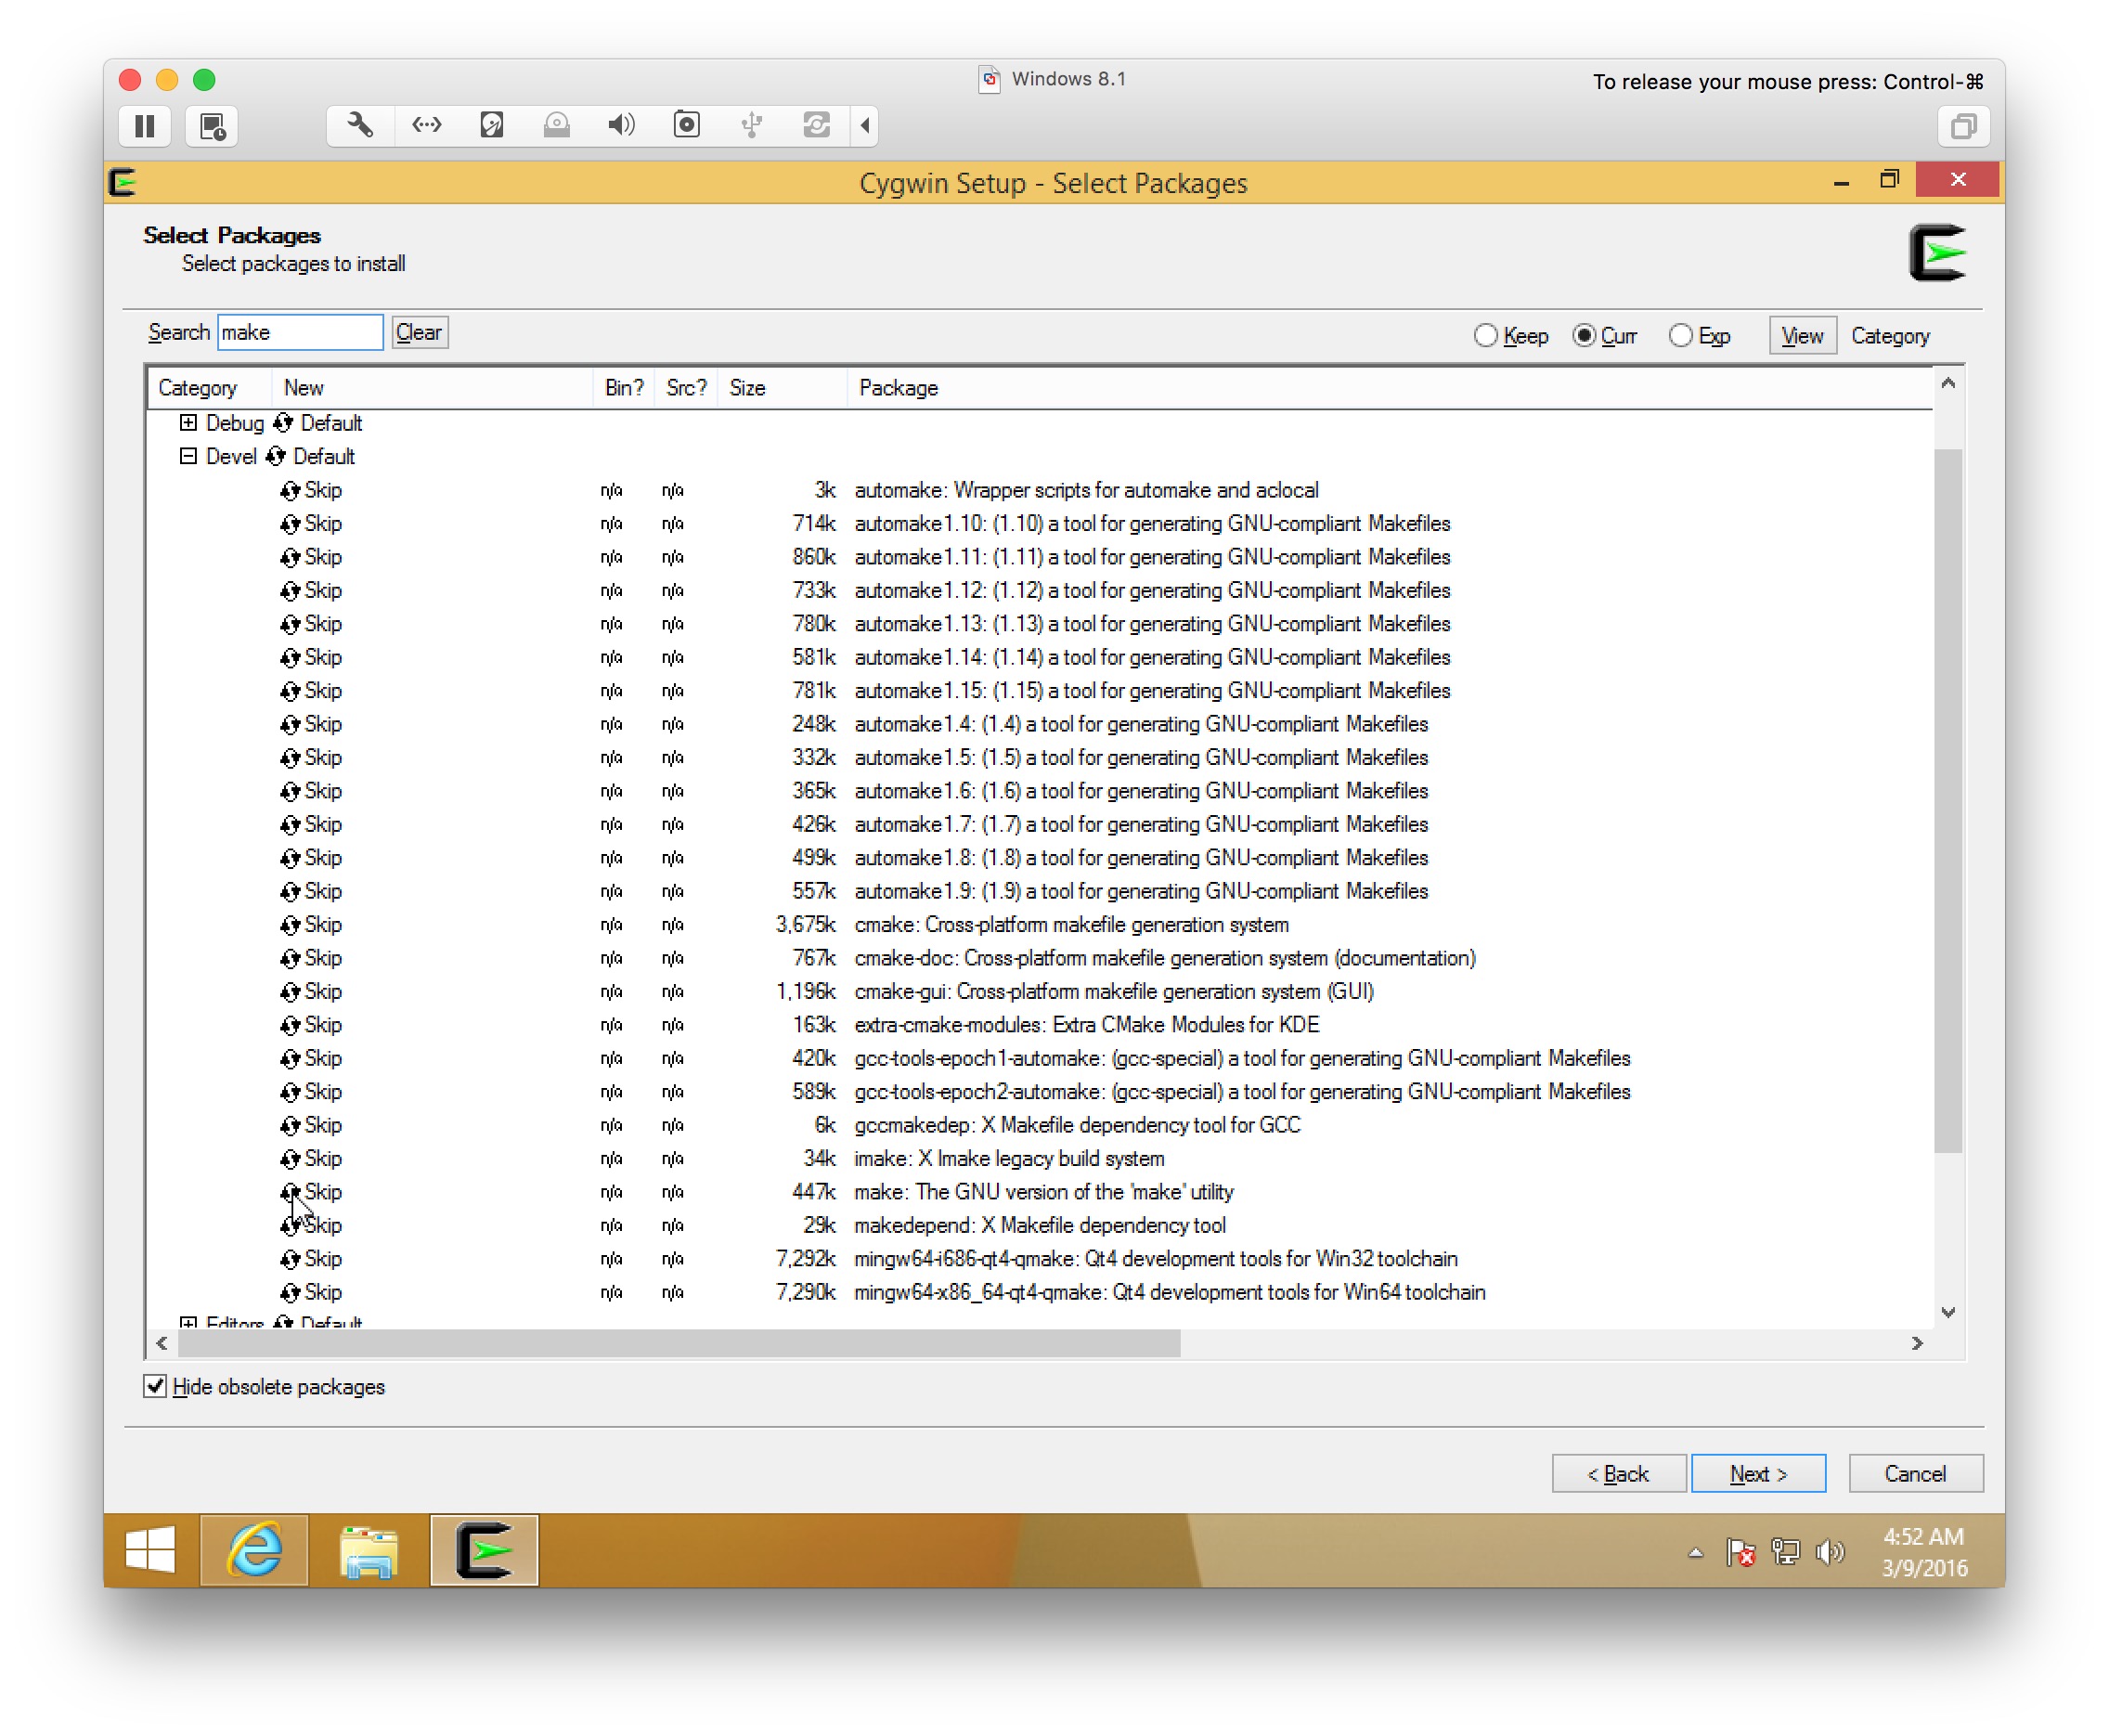 Windows 8.1
To release your mouse press: Control-⌘
Cygwin Setup - Select Packages
Select Packages
Select packages to install
Search make Clear Keep Curr Exp View Category
Category New Bin? Src? Size Package
Debug Default
Devel Default
Skip n/a n/a 3k automake: Wrapper scripts for automake and aclocal
Skip n/a n/a 714k automake1.10: (1.10) a tool for generating GNU-compliant Makefiles
Skip n/a n/a 860k automake1.11: (1.11) a tool for generating GNU-compliant Makefiles
Skip n/a n/a 733k automake1.12: (1.12) a tool for generating GNU-compliant Makefiles
Skip n/a n/a 780k automake1.13: (1.13) a tool for generating GNU-compliant Makefiles
Skip n/a n/a 581k automake1.14: (1.14) a tool for generating GNU-compliant Makefiles
Skip n/a n/a 781k automake1.15: (1.15) a tool for generating GNU-compliant Makefiles
Skip n/a n/a 248k automake1.4: (1.4) a tool for generating GNU-compliant Makefiles
Skip n/a n/a 332k automake1.5: (1.5) a tool for generating GNU-compliant Makefiles
Skip n/a n/a 365k automake1.6: (1.6) a tool for generating GNU-compliant Makefiles
Skip n/a n/a 426k automake1.7: (1.7) a tool for generating GNU-compliant Makefiles
Skip n/a n/a 499k automake1.8: (1.8) a tool for generating GNU-compliant Makefiles
Skip n/a n/a 557k automake1.9: (1.9) a tool for generating GNU-compliant Makefiles
Skip n/a n/a 3,675k cmake: Cross-platform makefile generation system
Skip n/a n/a 767k cmake-doc: Cross-platform makefile generation system (documentation)
Skip n/a n/a 1,196k cmake-gui: Cross-platform makefile generation system (GUI)
Skip n/a n/a 163k extra-cmake-modules: Extra CMake Modules for KDE
Skip n/a n/a 420k gcc-tools-epoch1-automake: (gcc-special) a tool for generating GNU-compliant Makefiles
Skip n/a n/a 589k gcc-tools-epoch2-automake: (gcc-special) a tool for generating GNU-compliant Makefiles
Skip n/a n/a 6k gccmakedep: X Makefile dependency tool for GCC
Skip n/a n/a 34k imake: X Imake legacy build system
Skip n/a n/a 447k make: The GNU version of the 'make' utility
Skip n/a n/a 29k makedepend: X Makefile dependency tool
Skip n/a n/a 7,292k mingw64-i686-qt4-qmake: Qt4 development tools for Win32 toolchain
Skip n/a n/a 7,290k mingw64-x86_64-qt4-qmake: Qt4 development tools for Win64 toolchain
Editors Default
Hide obsolete packages
< Back Next > Cancel
4:52 AM
3/9/2016